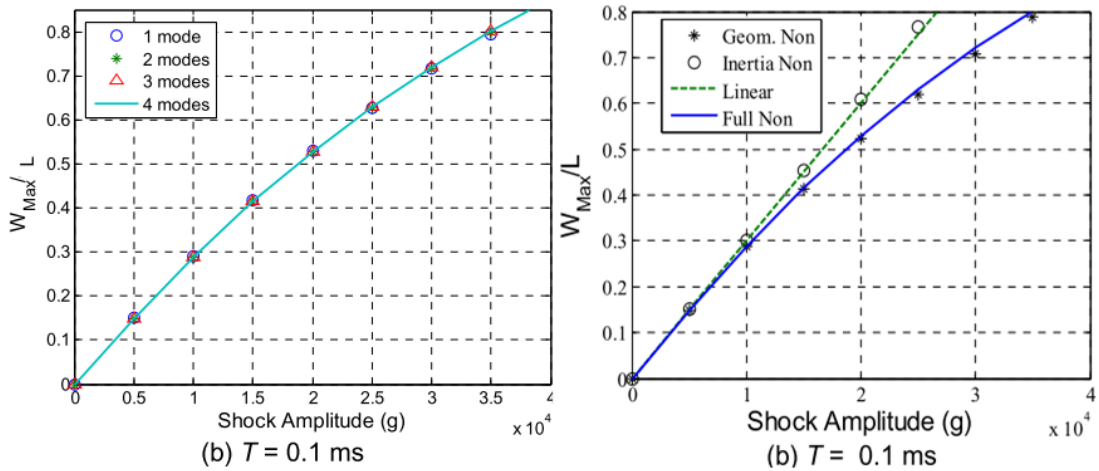 0.8
0.7
0.6
0.5
0.4
0.3
0.2
0.1
0
W_Max/L
1 mode
2 modes
3 modes
4 modes
0 0.5 1 1.5 2 2.5 3 3.5 4
Shock Amplitude (g)
x 10^4
(b) T = 0.1 ms
0.8
0.7
0.6
0.5
0.4
0.3
0.2
0.1
0
W_Max/L
Geom. Non
Inertia Non
Linear
Full Non
0 1 2 3 4
Shock Amplitude (g)
x 10^4
(b) T = 0.1 ms